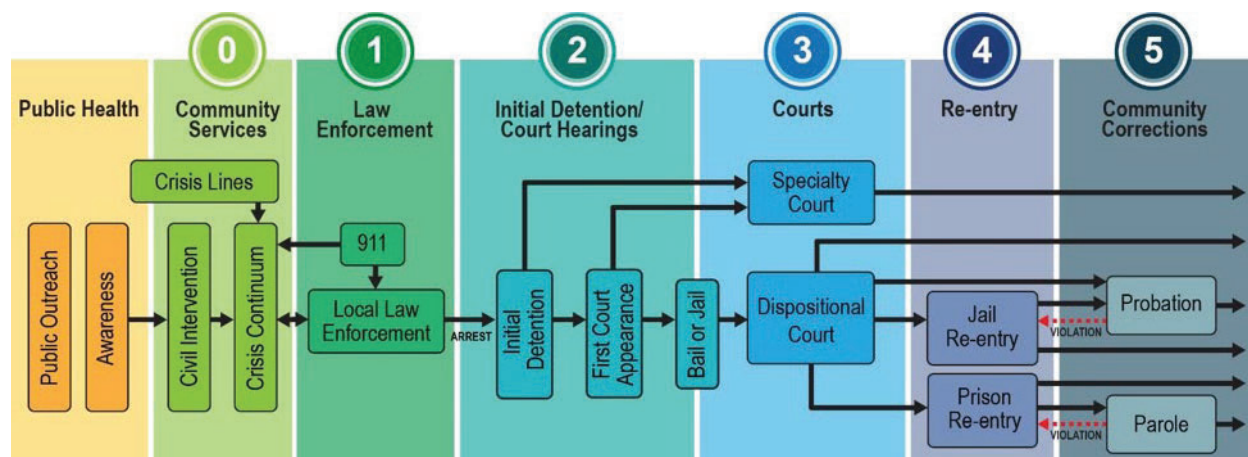 0
1
2
3
4
5
Public Health
Community
Services
Law
Enforcement
Initial Detention/
Court Hearings
Courts
Re-entry
Community
Corrections
Crisis Lines
Public Outreach
Awareness
Civil Intervention
Crisis Continuum
911
Local Law
Enforcement
ARREST
Initial
Detention
First Court
Appearance
Bail or Jail
Specialty
Court
Dispositional
Court
Jail
Re-entry
Prison
Re-entry
VIOLATION
Probation
VIOLATION
Parole